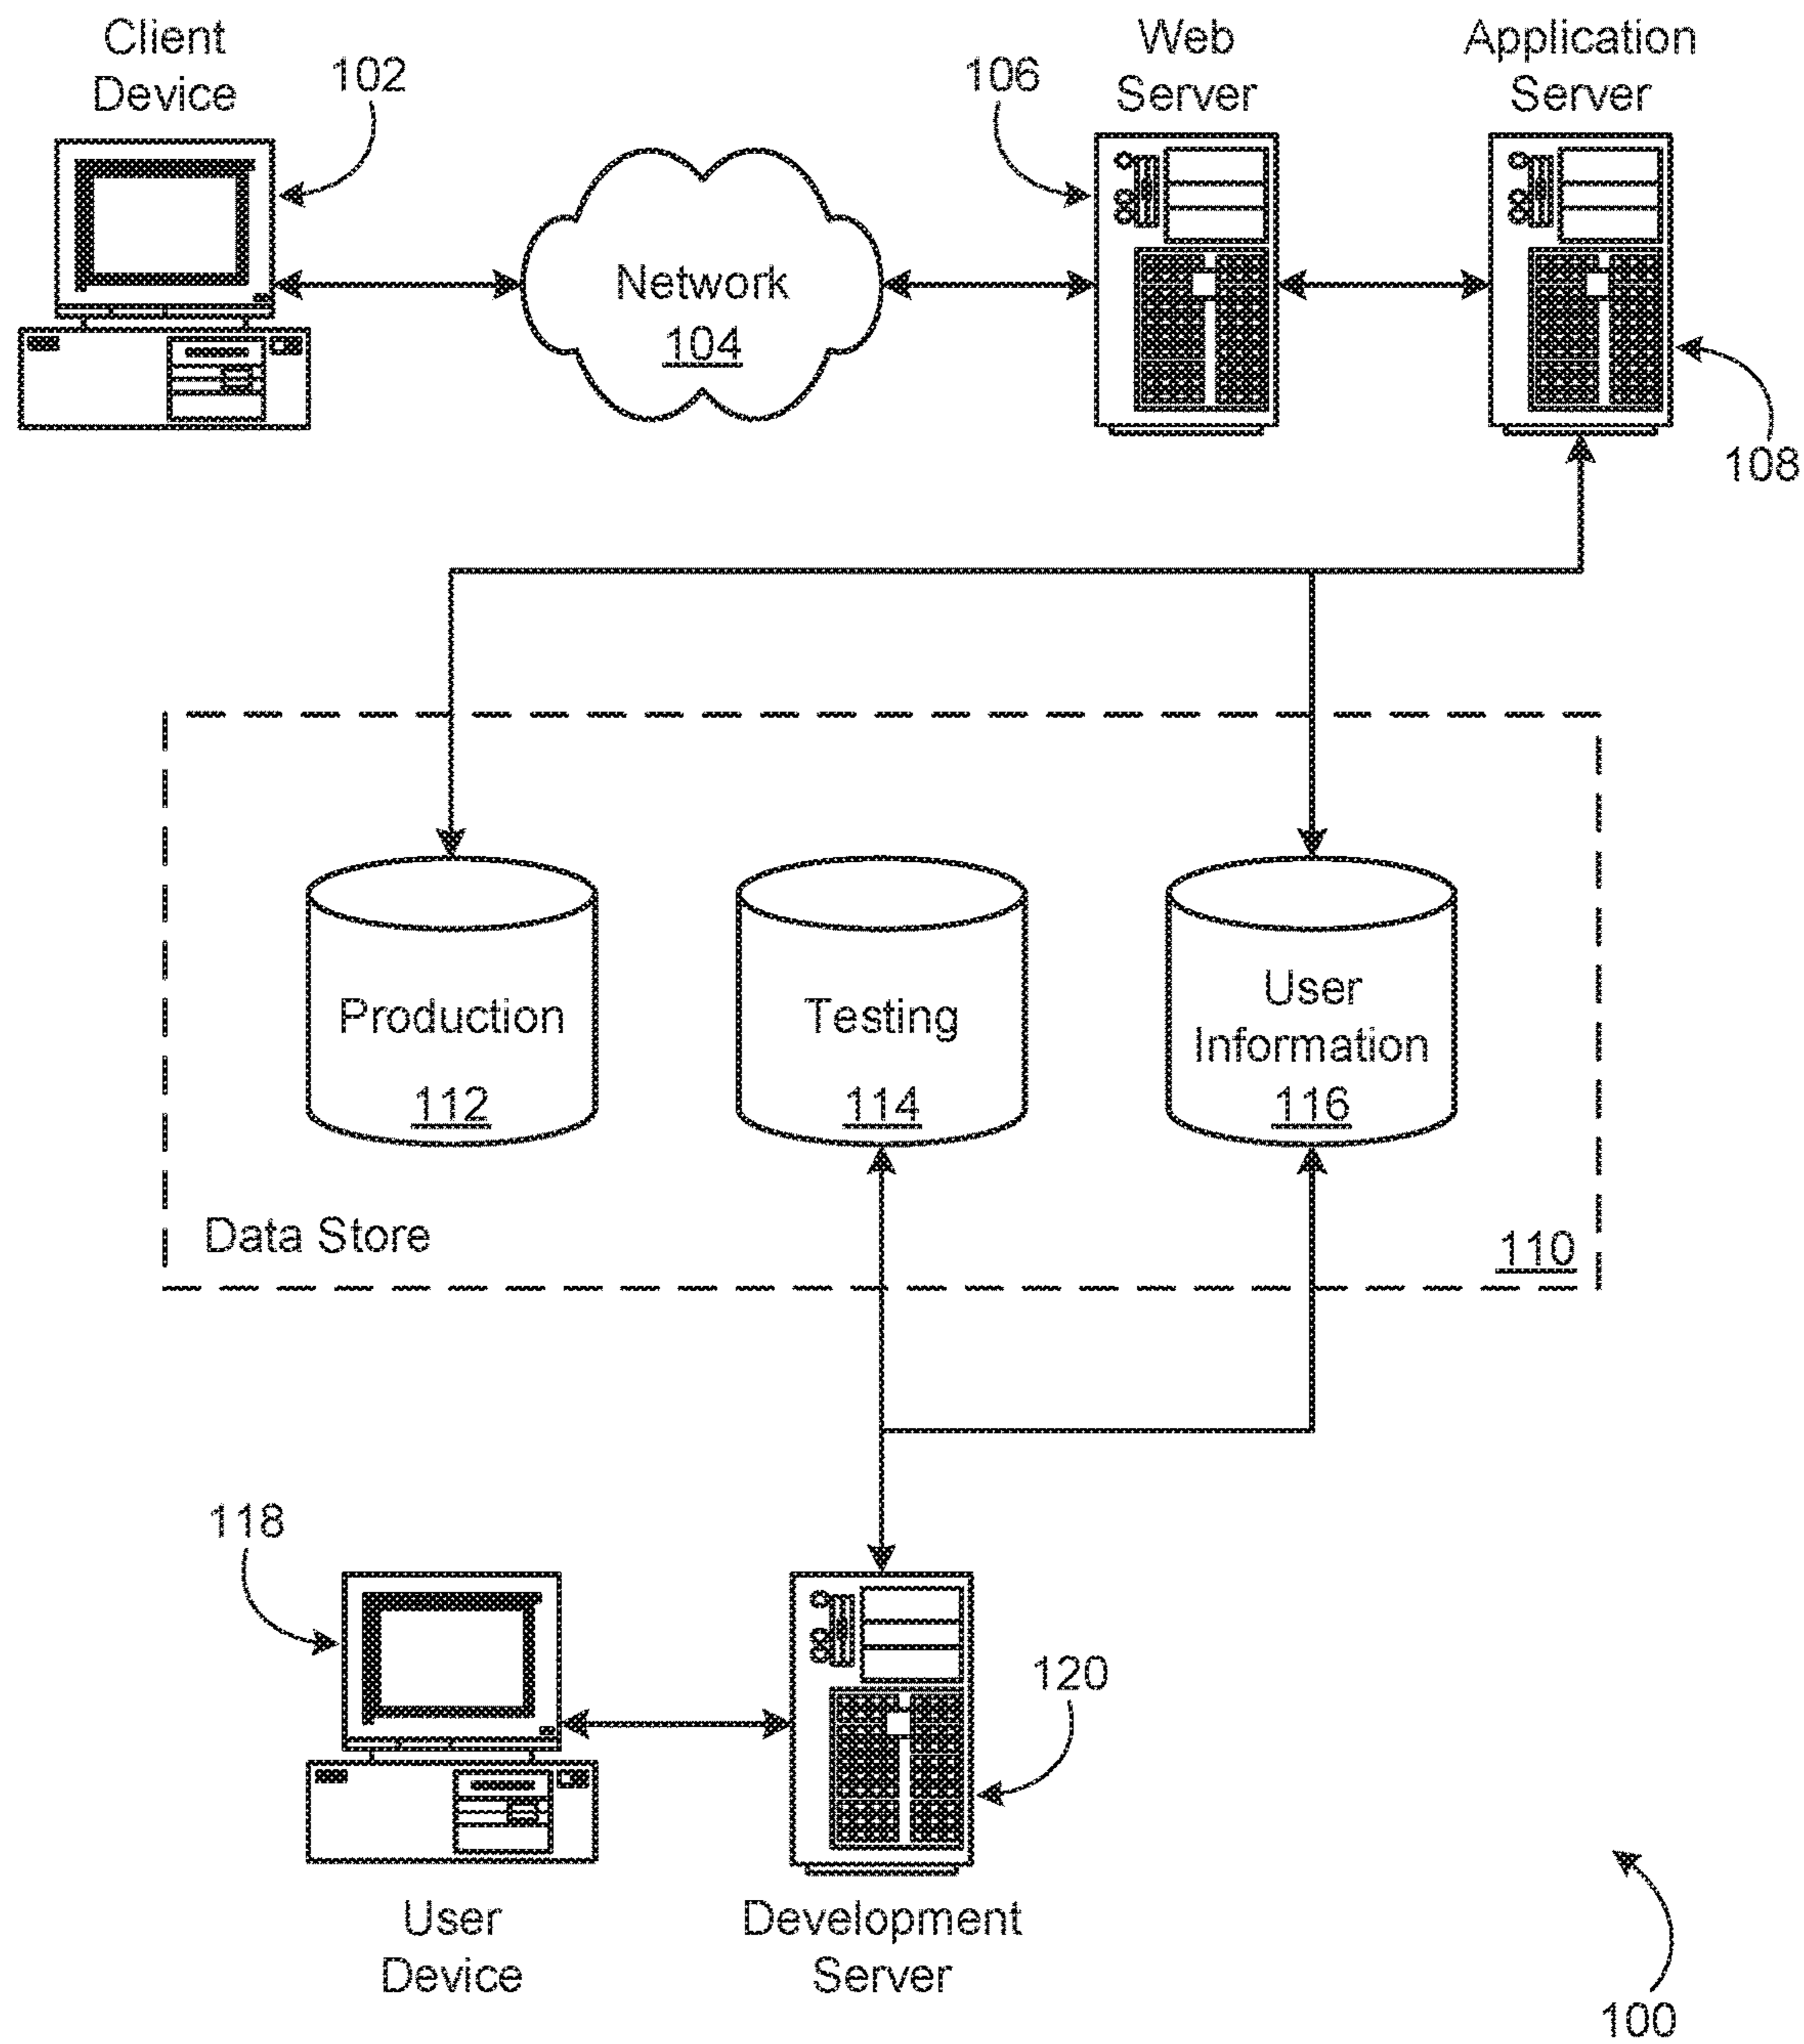 Client
Device
102
106
Web
Server
Application
Server
Network
104
108
Production
112
Testing
114
User
Information
116
Data Store
110
118
120
User
Device
Development
Server
100